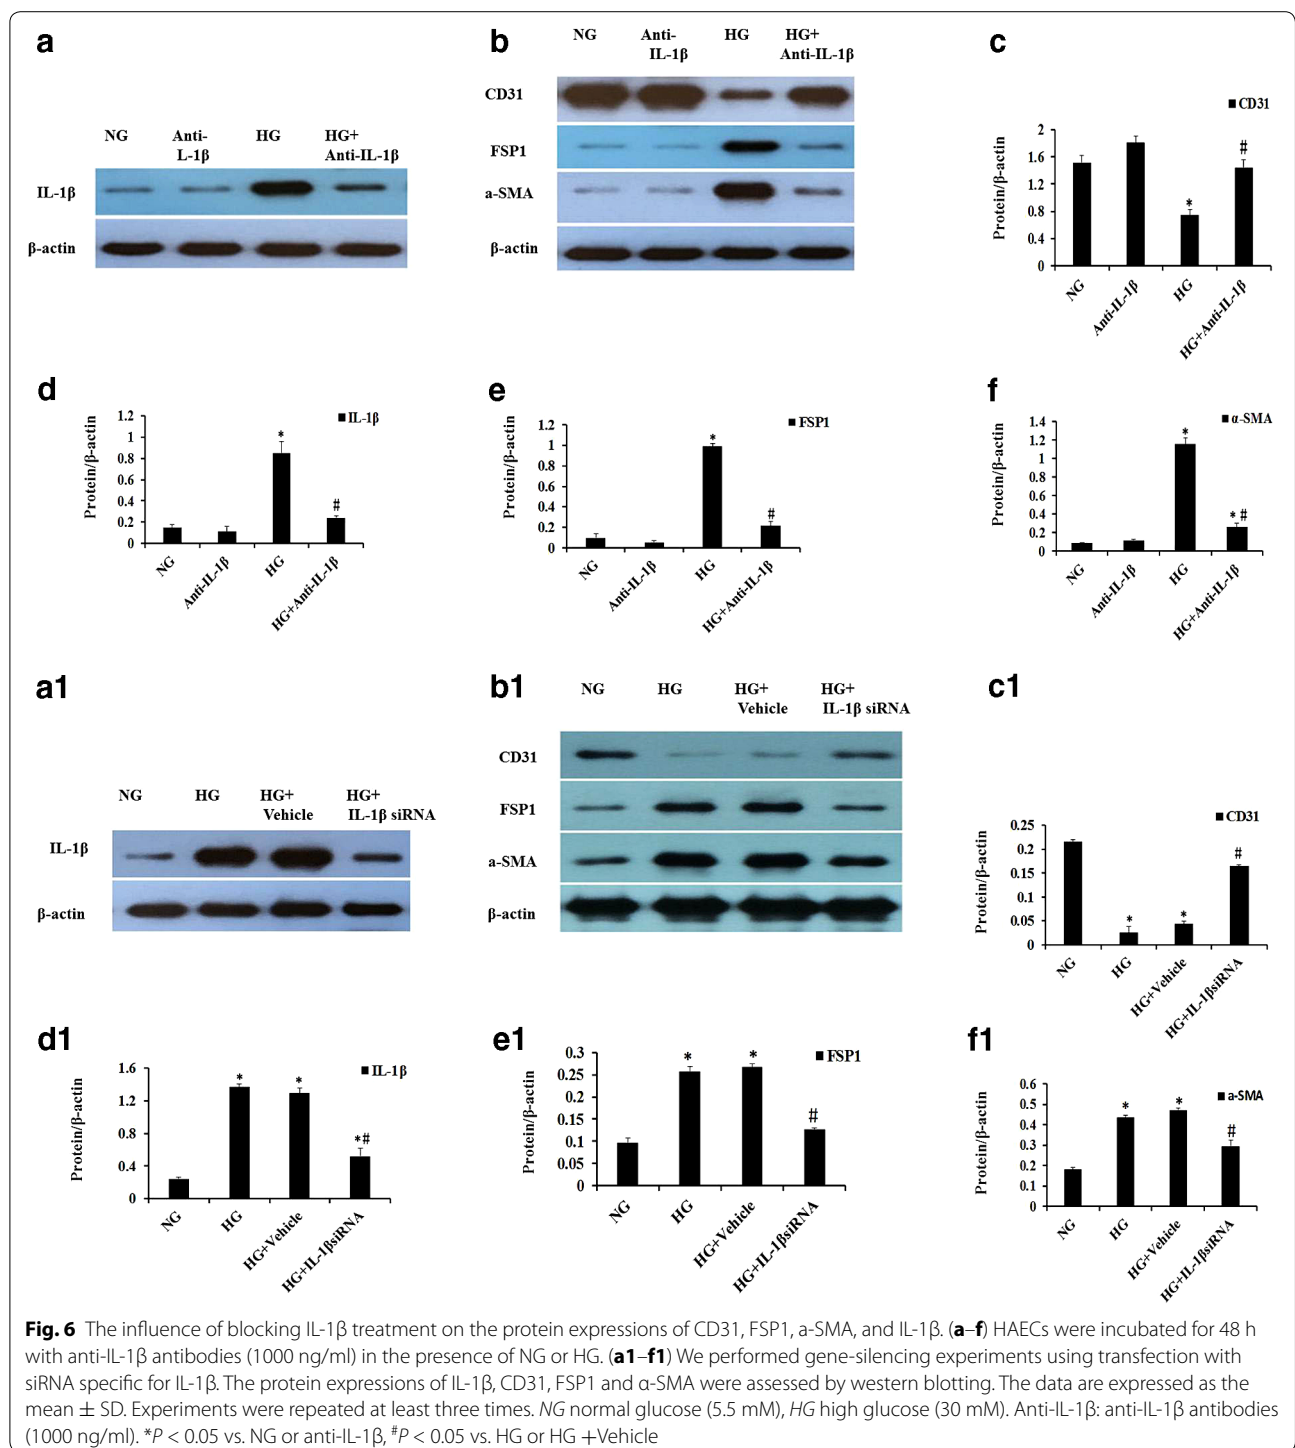 a
NG
Anti-
L-1β
HG
HG+
Anti-IL-1β
IL-1β
β-actin
b
NG
Anti-
IL-1β
HG
HG+
Anti-IL-1β
CD31
FSP1
a-SMA
β-actin
c
CD31
Protein/β-actin
2
1.6
1.2
0.8
0.4
0
*
#
NG
Anti-IL-1β
HG
HG+Anti-IL-1β
d
IL-1β
Protein/β-actin
1.2
1
0.8
0.6
0.4
0.2
0
*
#
NG
Anti-IL-1β
HG
HG+Anti-IL-1β
e
FSP1
Protein/β-actin
1.2
1
0.8
0.6
0.4
0.2
0
*
#
NG
Anti-IL-1β
HG
HG+Anti-IL-1β
f
α-SMA
Protein/β-actin
1.4
1.2
1
0.8
0.6
0.4
0.2
0
*
* #
NG
Anti-IL-1β
HG
HG+Anti-IL-1β
a1
NG
HG
HG+
Vehicle
HG+
IL-1β siRNA
IL-1β
β-actin
b1
NG
HG
HG+
Vehicle
HG+
IL-1β siRNA
CD31
FSP1
a-SMA
β-actin
c1
CD31
Protein/β-actin
0.25
0.2
0.15
0.1
0.05
0
*
*
#
NG
HG
HG+Vehicle
HG+IL-1βsiRNA
d1
IL-1β
Protein/β-actin
1.6
1.2
0.8
0.4
0
*
*
*#
NG
HG
HG+Vehicle
HG+IL-1βsiRNA
e1
FSP1
Protein/β-actin
0.3
0.25
0.2
0.15
0.1
0.05
0
*
*
#
NG
HG
HG+Vehicle
HG+IL-1βsiRNA
f1
a-SMA
Protein/β-actin
0.6
0.5
0.4
0.3
0.2
0.1
0
*
*
#
NG
HG
HG+Vehicle
HG+IL-1βsiRNA
Fig. 6 The influence of blocking IL-1β treatment on the protein expressions of CD31, FSP1, a-SMA, and IL-1β. (a–f) HAECs were incubated for 48 h
with anti-IL-1β antibodies (1000 ng/ml) in the presence of NG or HG. (a1–f1) We performed gene-silencing experiments using transfection with
siRNA specific for IL-1β. The protein expressions of IL-1β, CD31, FSP1 and α-SMA were assessed by western blotting. The data are expressed as the
mean ± SD. Experiments were repeated at least three times. NG normal glucose (5.5 mM), HG high glucose (30 mM). Anti-IL-1β: anti-IL-1β antibodies
(1000 ng/ml). *P < 0.05 vs. NG or anti-IL-1β, #P < 0.05 vs. HG or HG +Vehicle